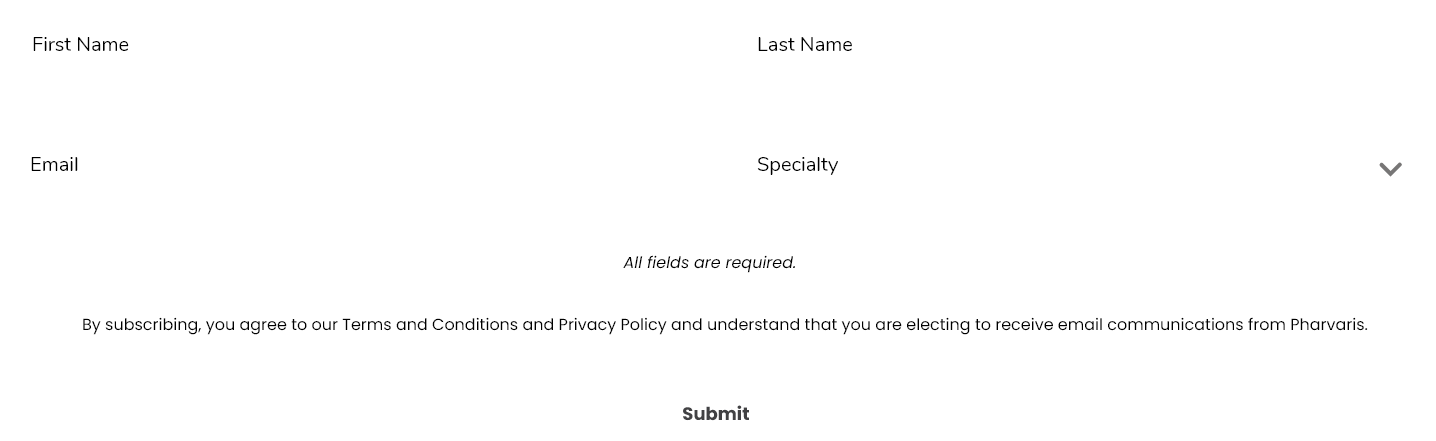 First Name
Last Name
Email
Specialty
All fields are required.
By subscribing, you agree to our Terms and Conditions and Privacy Policy and understand that you are electing to receive email communications from Pharvaris.
Submit